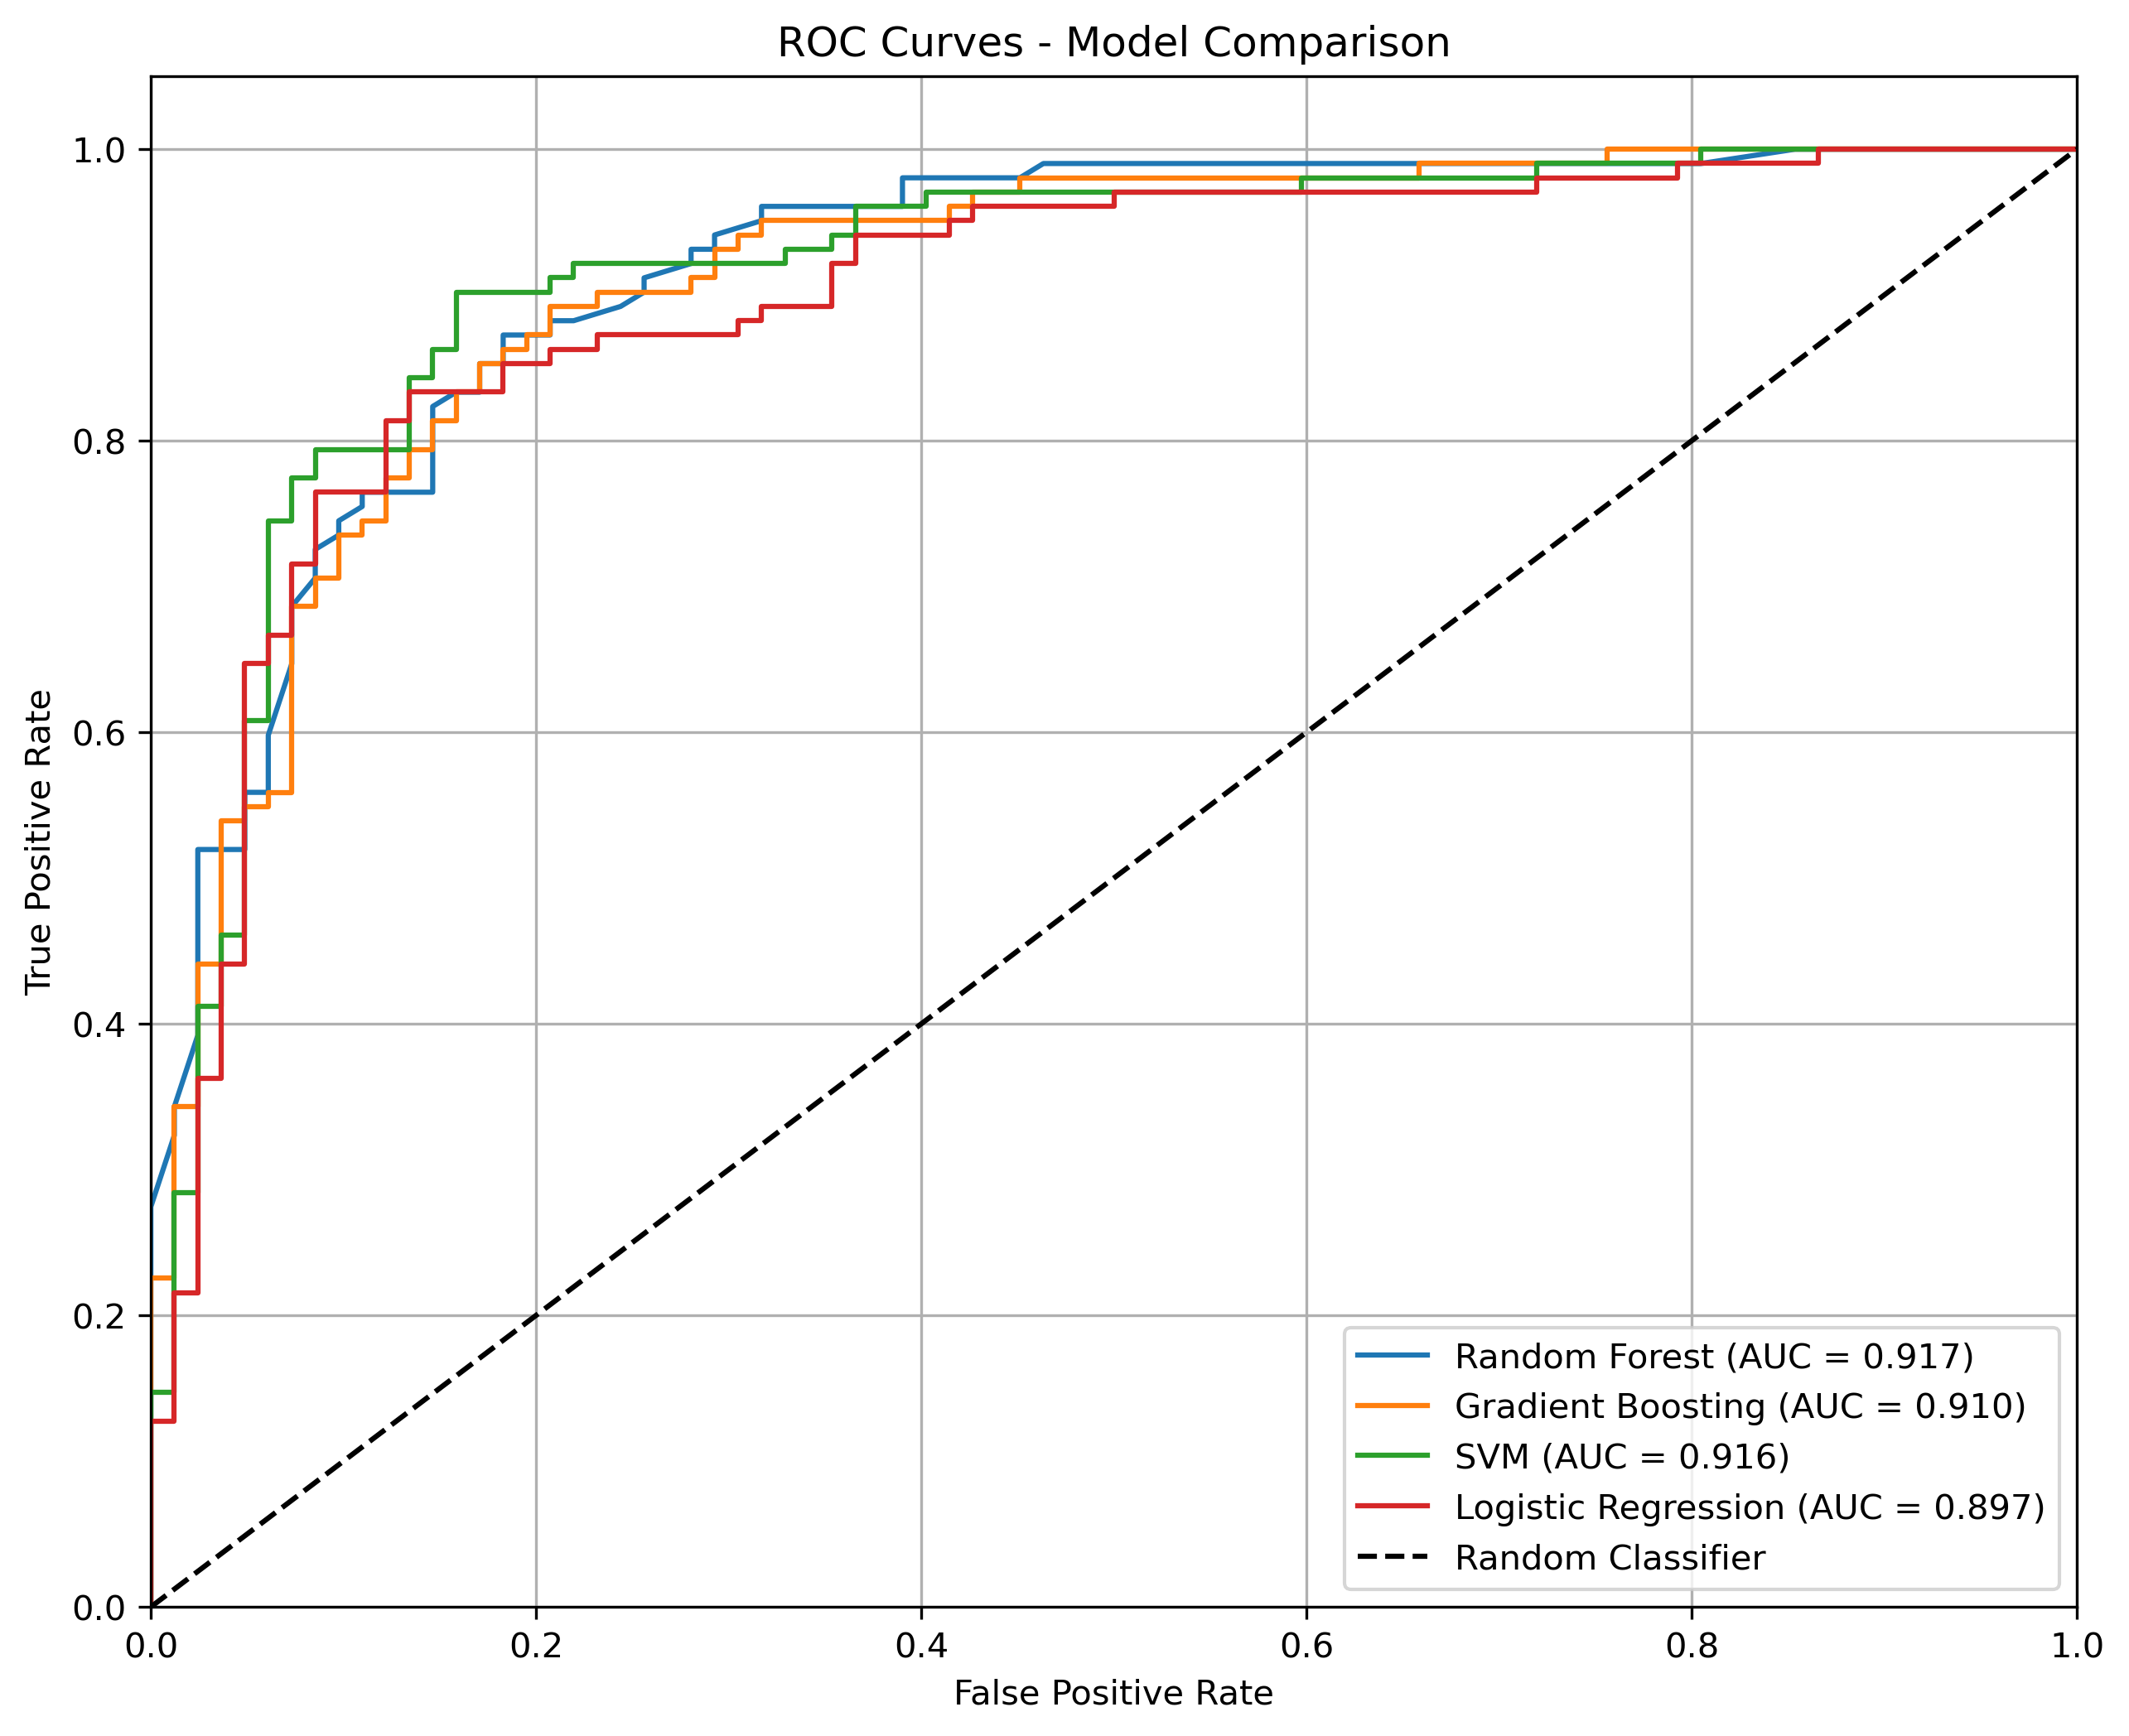 ROC Curves - Model Comparison
True Positive Rate
1.0
0.8
0.6
0.4
0.2
0.0
0.0 0.2 0.4 0.6 0.8 1.0
False Positive Rate
Random Forest (AUC = 0.917)
Gradient Boosting (AUC = 0.910)
SVM (AUC = 0.916)
Logistic Regression (AUC = 0.897)
Random Classifier